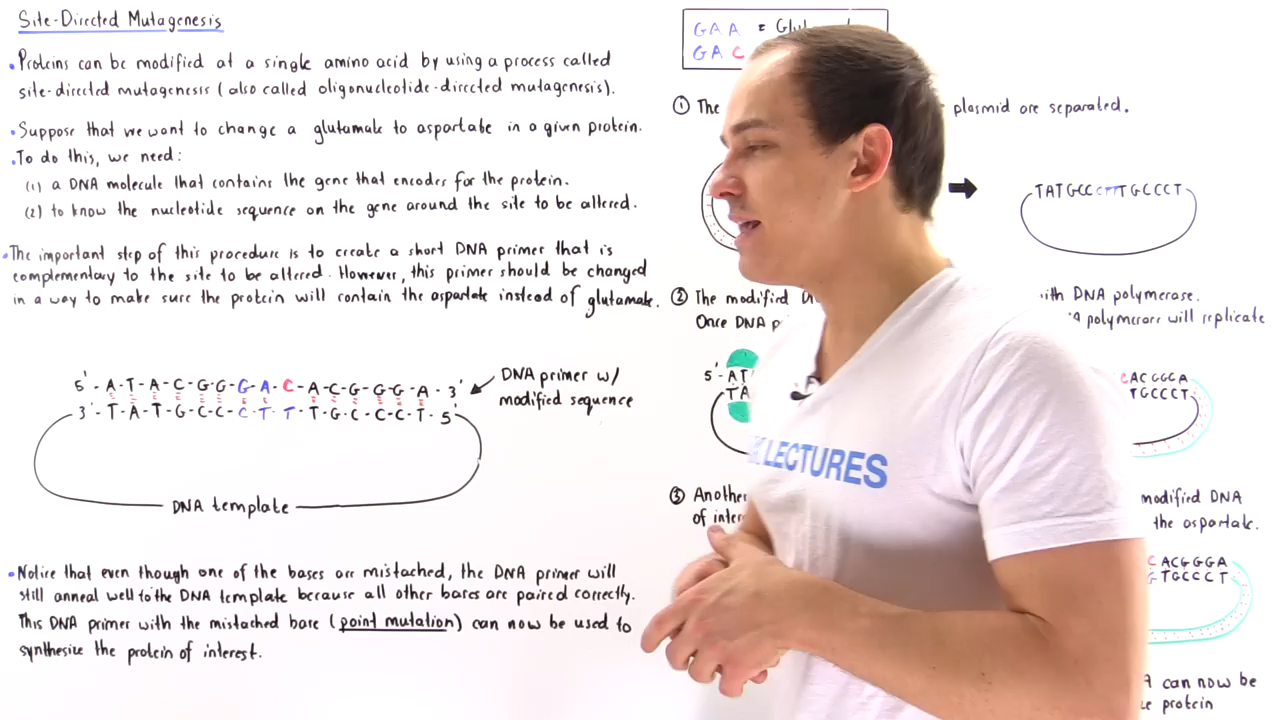 Site-Directed Mutagenesis
• Proteins can be modified at a single amino acid by using a process called
site-directed mutagenesis (also called oligonucleotide-directed mutagenesis).
• Suppose that we want to change a glutamate to aspartate in a given protein.
• To do this, we need:
(1) a DNA molecule that contains the gene that encodes for the protein.
(2) to know the nucleotide sequence on the gene around the site to be altered.
• The important step of this procedure is to create a short DNA primer that is
complementary to the site to be altered. However, this primer should be changed
in a way to make sure the protein will contain the aspartate instead of glutamate.
5' - A-T-A-C-G-G-G-A-C-A-C-G-G-G-A - 3'
3' - T-A-T-G-C-C-C-T-T-T-G-C-C-C-T - 5'
DNA primer w/
modified sequence
DNA template
• Notice that even though one of the bases are mistached, the DNA primer will
still anneal well to the DNA template because all other bases are paired correctly.
This DNA primer with the mistached base (point mutation) can now be used to
synthesize the protein of interest.
GAA =
GAC
① The plasmid are separated.
TATGCCCTTTGCCCT
② The modified with DNA polymerase.
Once DNA polymerase will replicate
5' - AT CACGGGA
TA TGCCCT
③ Another modified DNA
of the aspartate.
CACGGGA
GTGCCCT
can now be
protein
LECTURES